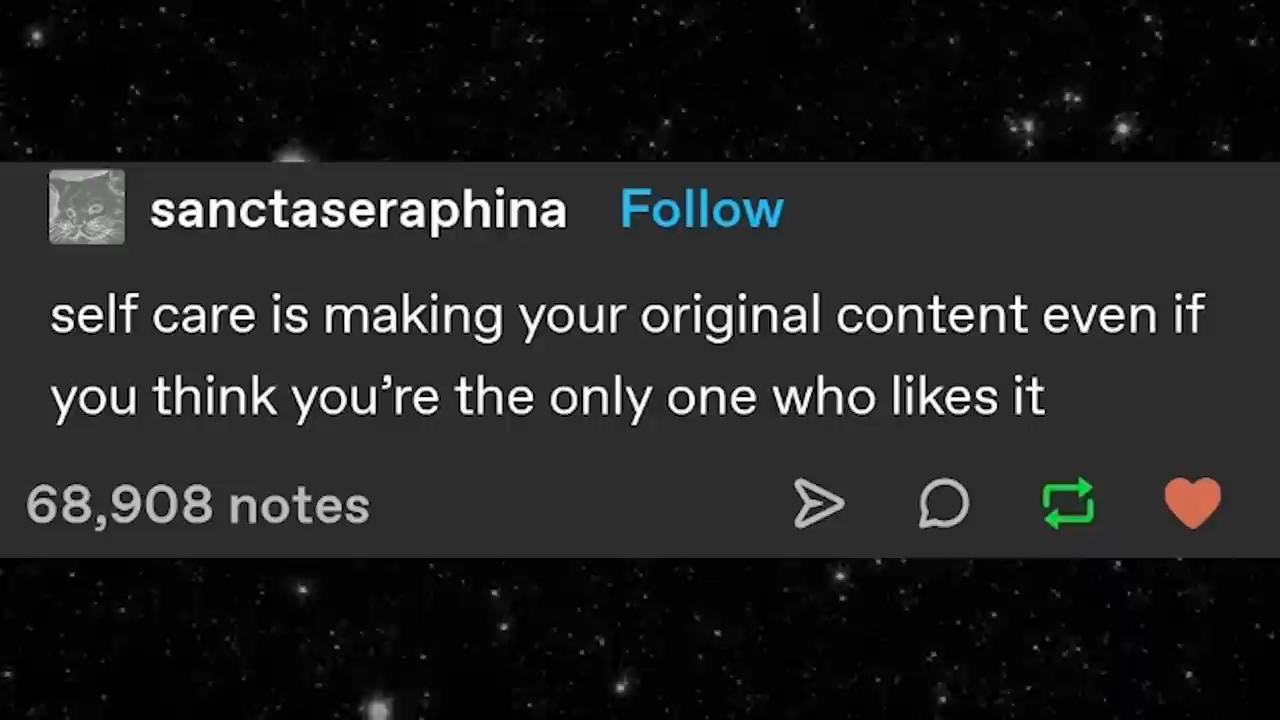 sanctaseraphina Follow
self care is making your original content even if
you think you’re the only one who likes it
68,908 notes